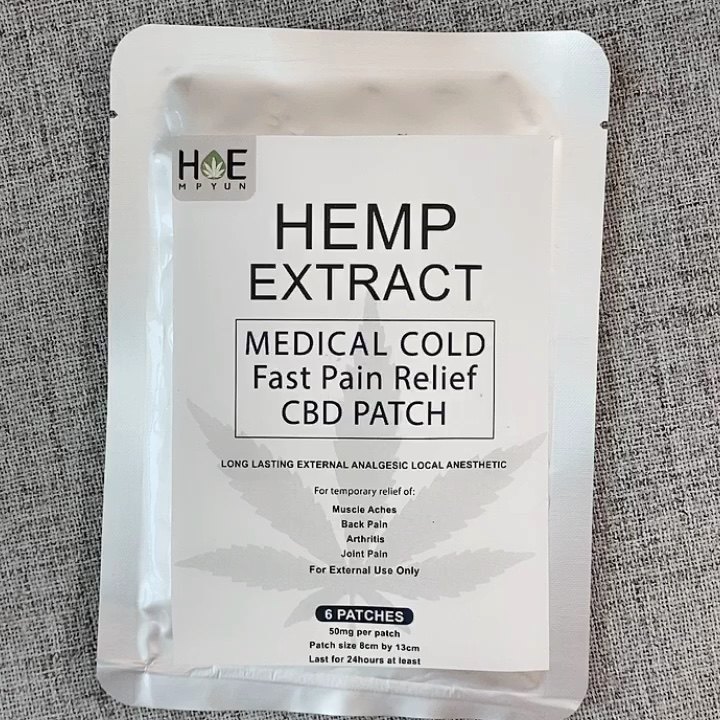 H E
MPYUN
HEMP
EXTRACT
MEDICAL COLD
Fast Pain Relief
CBD PATCH
LONG LASTING EXTERNAL ANALGESIC LOCAL ANESTHETIC
For temporary relief of:
Muscle Aches
Back Pain
Arthritis
Joint Pain
For External Use Only
6 PATCHES
50mg per patch
Patch size 8cm by 13cm
Last for 24hours at least